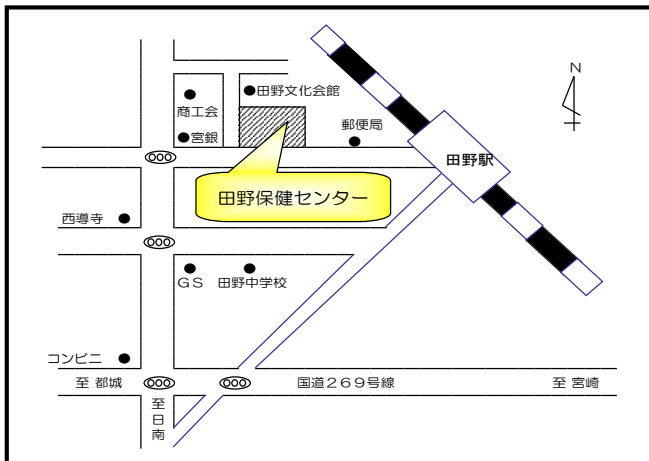 N
田野文化会館
商工会
郵便局
宮銀
田野駅
田野保健センター
西導寺
GS
田野中学校
コンビニ
至 都城
国道269号線
至 宮崎
至日南